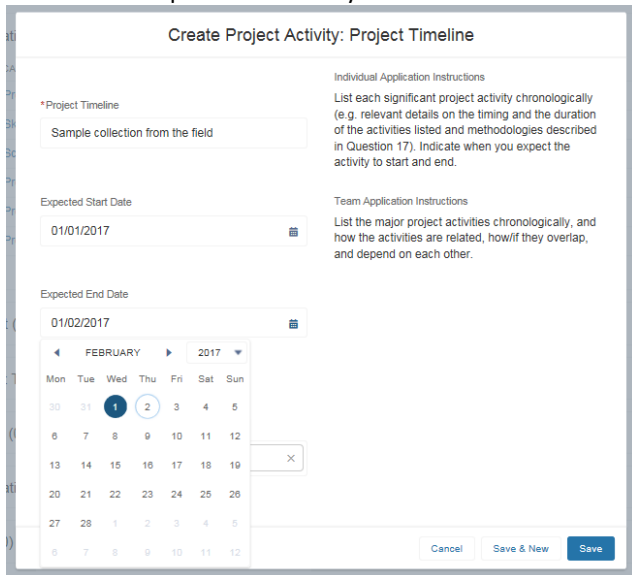 Create Project Activity: Project Timeline
Individual Application Instructions
List each significant project activity chronologically
(e.g. relevant details on the timing and the duration
of the activities listed and methodologies described
in Question 17). Indicate when you expect the
activity to start and end.
*Project Timeline
Sample collection from the field
Team Application Instructions
List the major project activities chronologically, and
how the activities are related, how/if they overlap,
and depend on each other.
Expected Start Date
01/01/2017
Expected End Date
01/02/2017
FEBRUARY 2017
Mon Tue Wed Thu Fri Sat Sun
30 31 1 2 3 4 5
6 7 8 9 10 11 12
13 14 15 16 17 18 19
20 21 22 23 24 25 26
27 28 1 2 3 4 5
6 7 8 9 10 11 12
Cancel Save & New Save